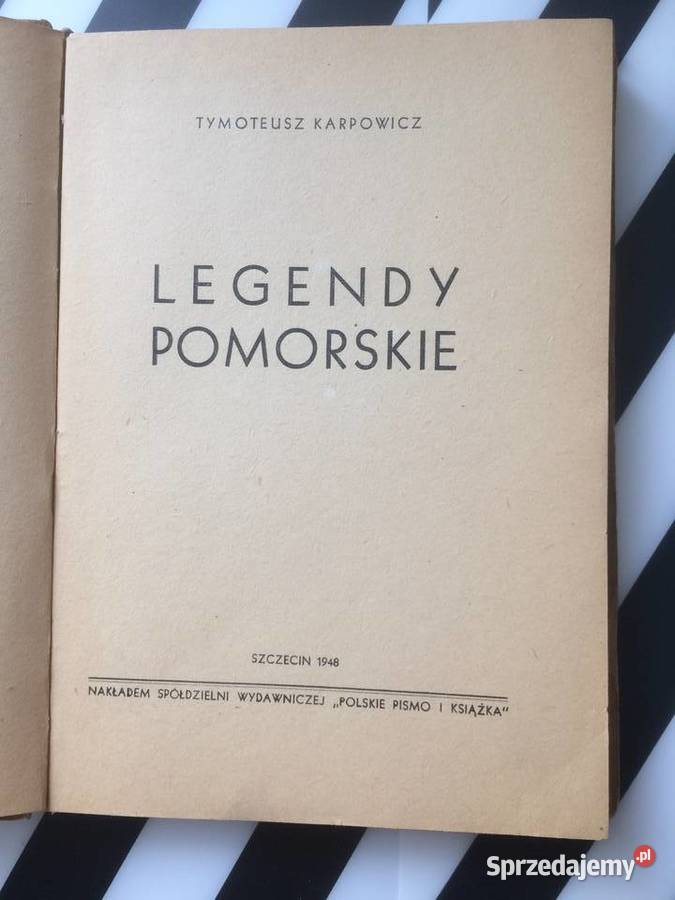 TYMOTEUSZ KARPOWICZ
LEGENDY
POMORSKIE
SZCZECIN 1948
NAKŁADEM SPÓŁDZIELNI WYDAWNICZEJ „POLSKIE PISMO I KSIĄŻKA"
Sprzedajemy.pl